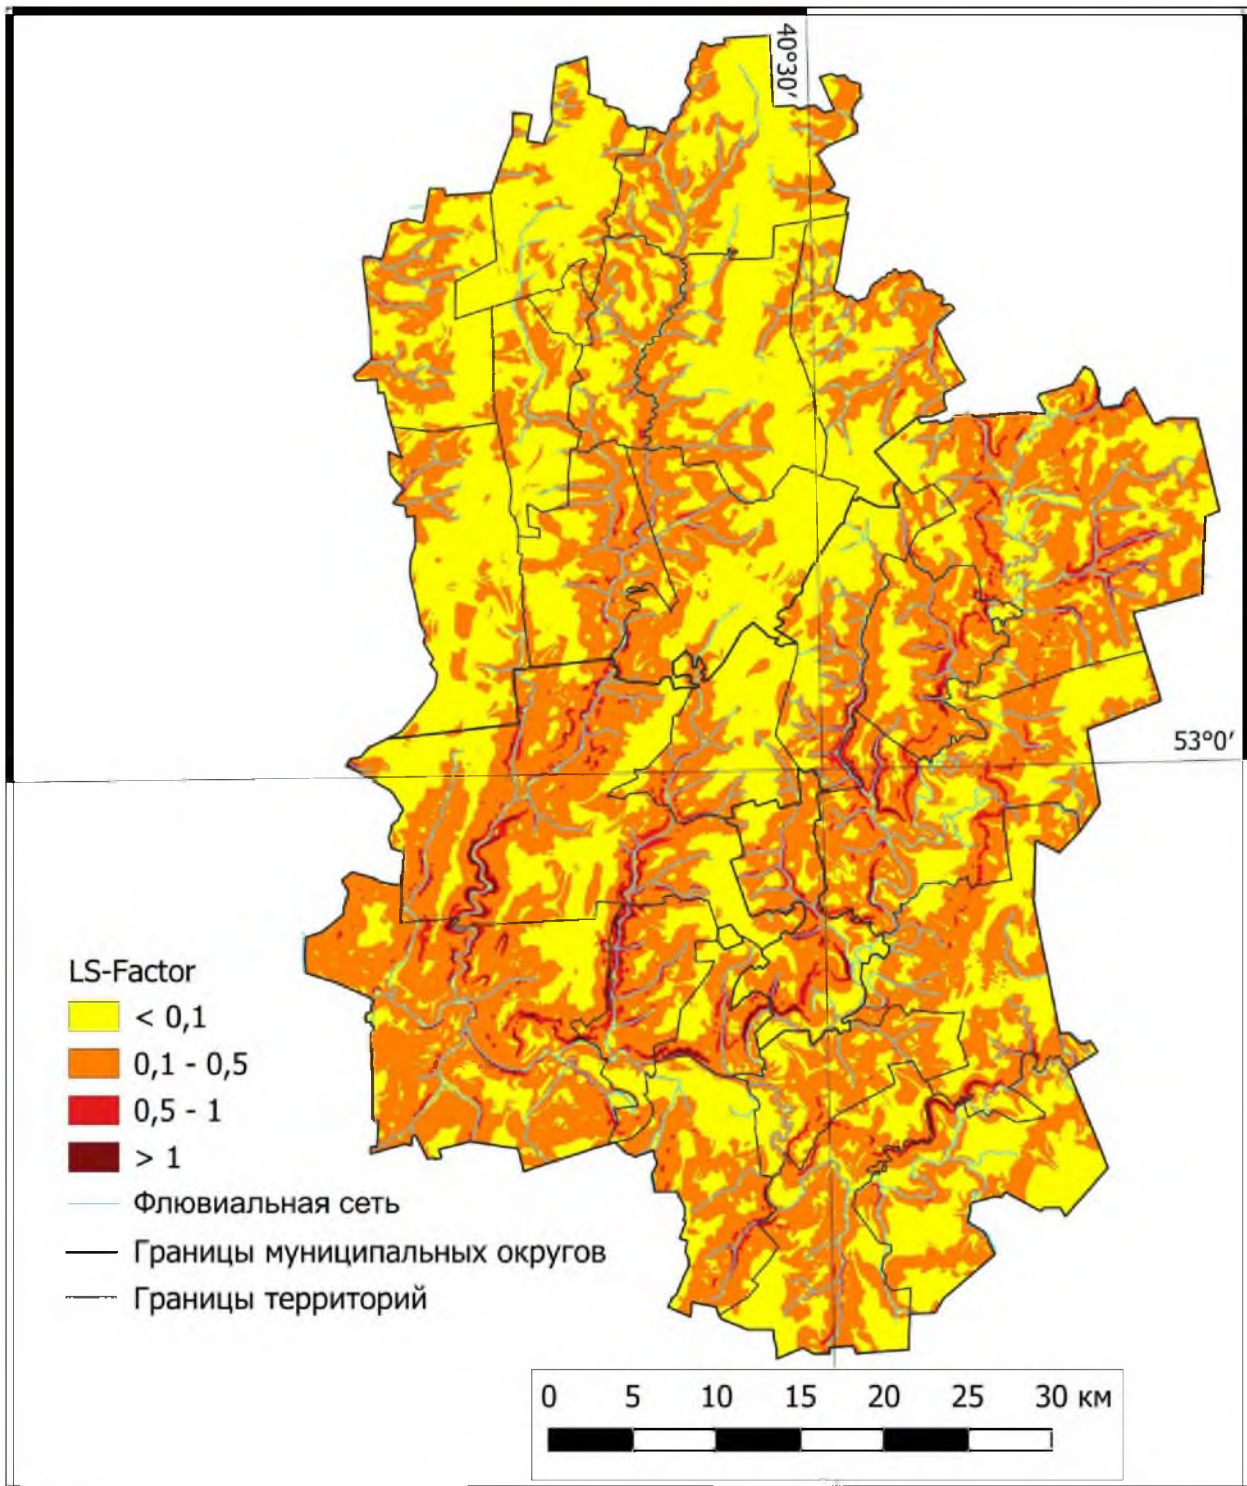 40°30′
53°0′
LS-Factor
< 0,1
0,1 - 0,5
0,5 - 1
> 1
Флювиальная сеть
Границы муниципальных округов
Границы территорий
0 5 10 15 20 25 30 км